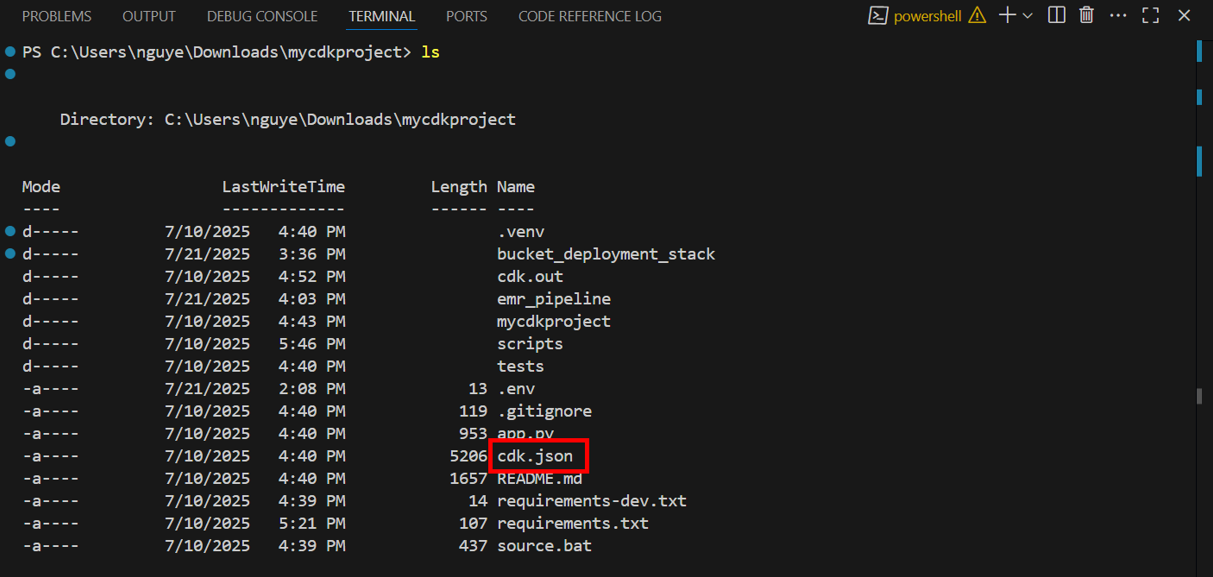 PROBLEMS OUTPUT DEBUG CONSOLE TERMINAL PORTS CODE REFERENCE LOG powershell
PS C:\Users\nguye\Downloads\mycdkproject> ls
Directory: C:\Users\nguye\Downloads\mycdkproject
Mode LastWriteTime Length Name
---- ------------- ------ ----
d----- 7/10/2025 4:40 PM .venv
d----- 7/21/2025 3:36 PM bucket_deployment_stack
d----- 7/10/2025 4:52 PM cdk.out
d----- 7/21/2025 4:03 PM emr_pipeline
d----- 7/10/2025 4:43 PM mycdkproject
d----- 7/10/2025 5:46 PM scripts
d----- 7/10/2025 4:40 PM tests
-a---- 7/21/2025 2:08 PM 13 .env
-a---- 7/10/2025 4:40 PM 119 .gitignore
-a---- 7/10/2025 4:40 PM 953 app.py
-a---- 7/10/2025 4:40 PM 5206 cdk.json
-a---- 7/10/2025 4:40 PM 1657 README.md
-a---- 7/10/2025 4:39 PM 14 requirements-dev.txt
-a---- 7/10/2025 5:21 PM 107 requirements.txt
-a---- 7/10/2025 4:39 PM 437 source.bat